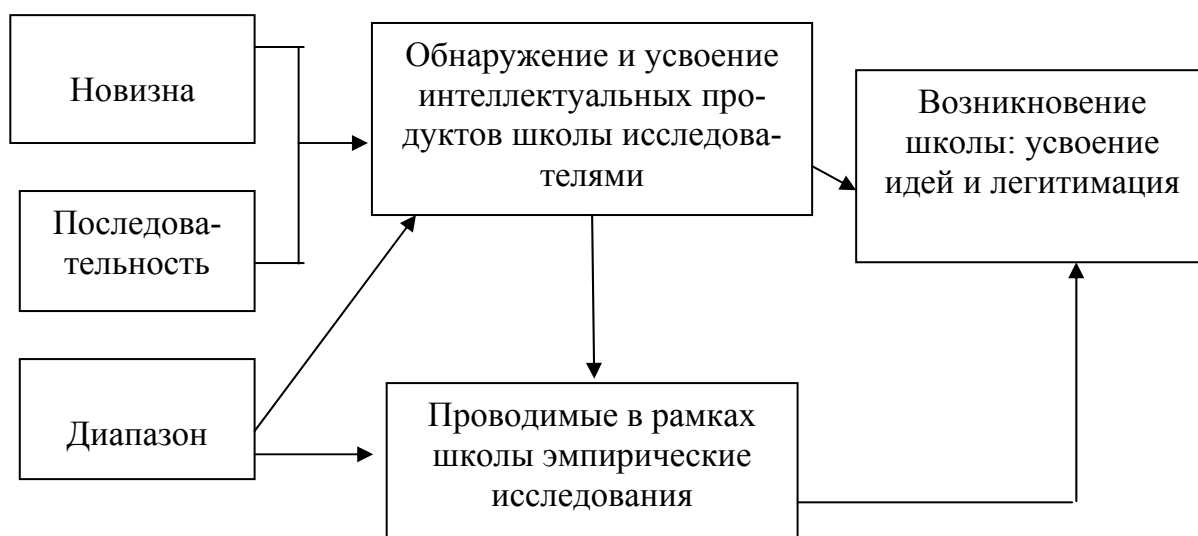 Новизна
Последова-
тельность
Диапазон
Обнаружение и усвоение
интеллектуальных про-
дуктов школы исследова-
телями
Проводимые в рамках
школы эмпирические
исследования
Возникновение
школы: усвоение
идей и легитимация